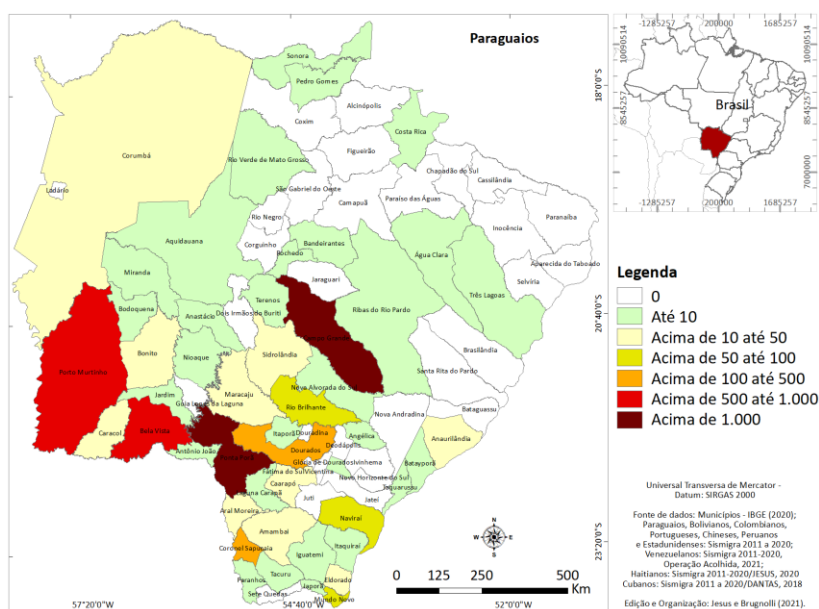 Paraguaios
Sonora
Pedro Gomes
Alcinópolis
Coxim
Costa Rica
Corumbá
Figueirão
Rio Verde de Mato Grosso
Chapadão do Sul
Cassilândia
Ladário
São Gabriel do Oeste
Camapuã
Paraíso das Águas
Paranaíba
Rio Negro
Inocência
Aquidauana
Corguinho
Bandeirantes
Rochedo
Água Clara
Aparecida do Taboado
Miranda
Jaraguari
Selvíria
Três Lagoas
Terenos
Bodoquena
Anastácio
Dois Irmãos do Buriti
Ribas do Rio Pardo
Bonito
Sidrolândia
Brasilândia
Nioaque
Porto Murtinho
Santa Rita do Pardo
Jardim
Maracaju
Nova Alvorada do Sul
Guia Lopes da Laguna
Rio Brilhante
Nova Andradina
Bataguassu
Caracol
Bela Vista
Itaporã
Douradina
Angélica
Anaurilândia
Deodápolis
Antônio João
Dourados
Glória de Dourados
Ivinhema
Batayporã
Fátima do Sul
Vicentina
Novo Horizonte do Sul
Taquarussu
Laguna Carapã
Caarapó
Juti
Jateí
Aral Moreira
Naviraí
Amambai
Coronel Sapucaia
Iguatemi
Itaquiraí
Paranhos
Tacuru
Japorã
Eldorado
Sete Quedas
Mundo Novo
N
W
E
S
0 125 250 500
Km
57°20'0"O 54°40'0"O 52°0'0"O
18°0'0"S
20°40'0"S
23°20'0"S
-1285257 200000 1685257
10090514
8545257
7000000
Brasil
10090514
8545257
7000000
-1285257 200000 1685257
Legenda
0
Até 10
Acima de 10 até 50
Acima de 50 até 100
Acima de 100 até 500
Acima de 500 até 1.000
Acima de 1.000
Universal Transversa de Mercator -
Datum: SIRGAS 2000
Fonte de dados: Municípios - IBGE (2020);
Paraguaios, Bolivianos, Colombianos,
Portugueses, Chineses, Peruanos
e Estadunidenses: Sismigra 2011 a 2020;
Venezuelanos: Sismigra 2011-2020,
Operação Acolhida, 2021;
Haitianos: Sismigra 2011-2020/JESUS, 2020
Cubanos: Sismigra 2011 a 2020/DANTAS, 2018
Edição e Organização: Jesus e Brugnolli (2021).